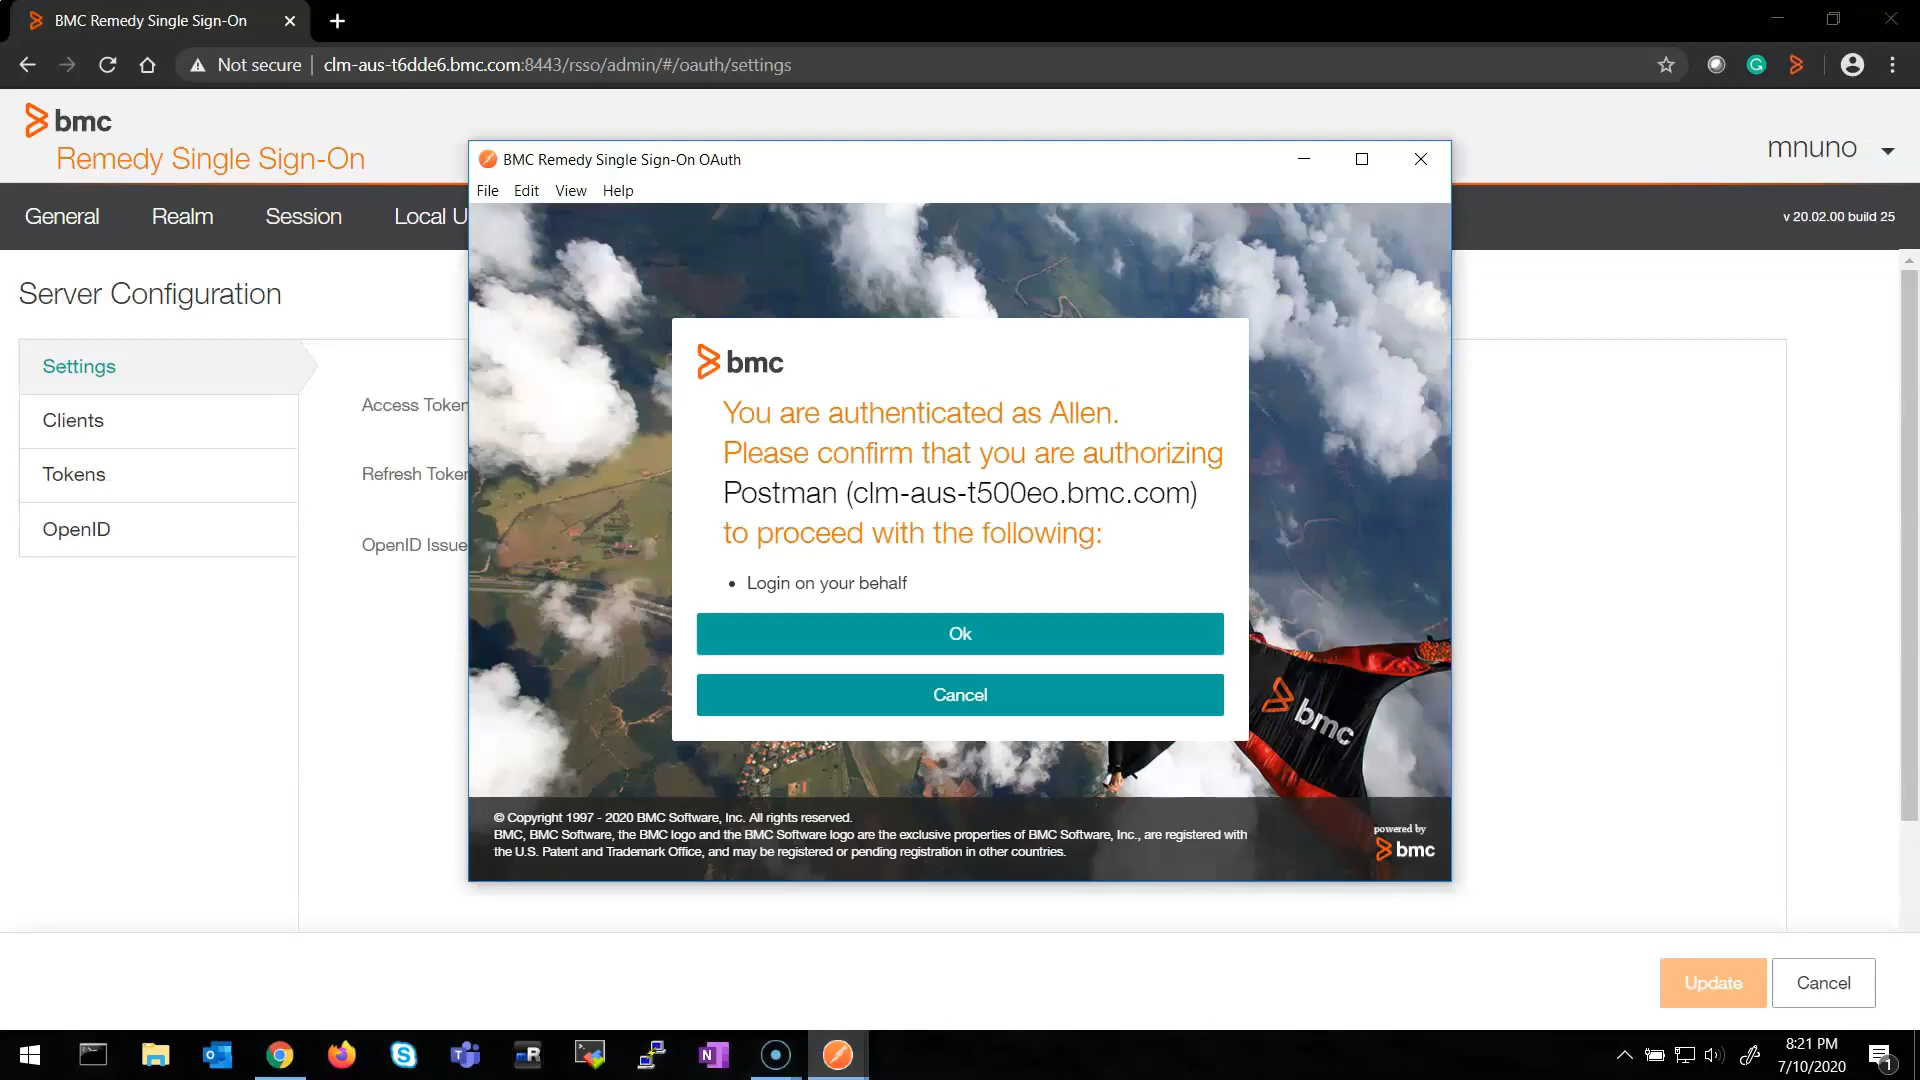 BMC Remedy Single Sign-On
Not secure
clm-aus-t6dde6.bmc.com:8443/rsso/admin/#/oauth/settings
bmc
Remedy Single Sign-On
mnuno
General
Realm
Session
Local U
v 20.02.00 build 25
Server Configuration
Settings
Clients
Tokens
OpenID
Access Token
Refresh Token
OpenID Issue
BMC Remedy Single Sign-On OAuth
File
Edit
View
Help
bmc
You are authenticated as Allen.
Please confirm that you are authorizing
Postman (clm-aus-t500eo.bmc.com)
to proceed with the following:
• Login on your behalf
Ok
Cancel
bmc
© Copyright 1997 - 2020 BMC Software, Inc. All rights reserved.
BMC, BMC Software, the BMC logo and the BMC Software logo are the exclusive properties of BMC Software, Inc., are registered with
the U.S. Patent and Trademark Office, and may be registered or pending registration in other countries.
powered by
bmc
Update
Cancel
8:21 PM
7/10/2020
1